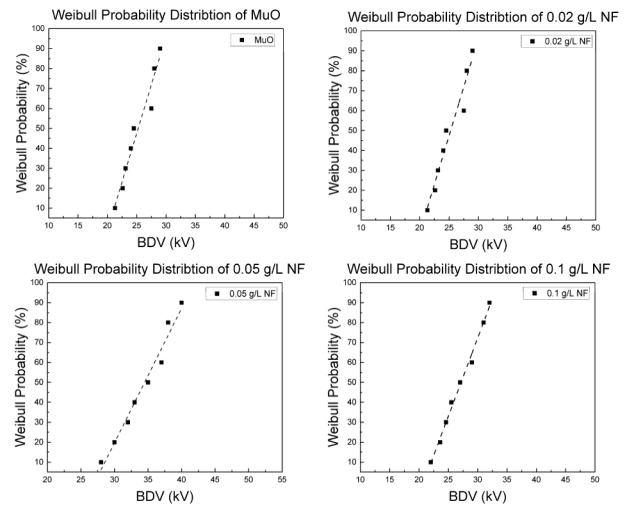 Weibull Probability Distribtion of MuO
MuO
Weibull Probability (%)
100
90
80
70
60
50
40
30
20
10
10 15 20 25 30 35 40 45 50
BDV (kV)
Weibull Probability Distribtion of 0.02 g/L NF
0.02 g/L NF
Weibull Probability (%)
100
90
80
70
60
50
40
30
20
10
10 15 20 25 30 35 40 45 50
BDV (kV)
Weibull Probability Distribtion of 0.05 g/L NF
0.05 g/L NF
Weibull Probability (%)
100
90
80
70
60
50
40
30
20
10
20 25 30 35 40 45 50 55
BDV (kV)
Weibull Probability Distribtion of 0.1 g/L NF
0.1 g/L NF
Weibull Probability (%)
100
90
80
70
60
50
40
30
20
10
10 15 20 25 30 35 40 45 50
BDV (kV)